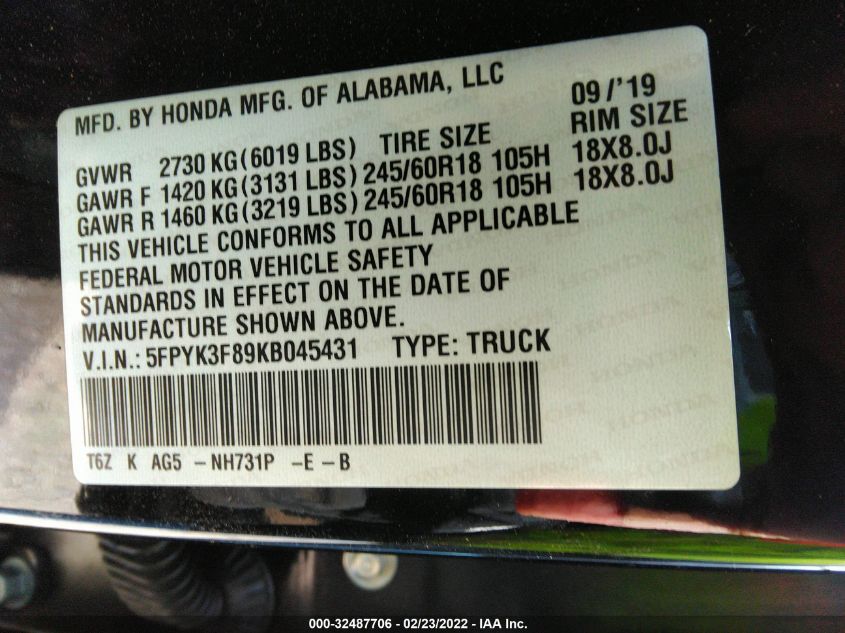 MFD. BY HONDA MFG. OF ALABAMA, LLC 09/'19
GVWR 2730 KG(6019 LBS) TIRE SIZE RIM SIZE
GAWR F 1420 KG(3131 LBS) 245/60R18 105H 18X8.0J
GAWR R 1460 KG(3219 LBS) 245/60R18 105H 18X8.0J
THIS VEHICLE CONFORMS TO ALL APPLICABLE
FEDERAL MOTOR VEHICLE SAFETY
STANDARDS IN EFFECT ON THE DATE OF
MANUFACTURE SHOWN ABOVE.
V.I.N.: 5FPYK3F89KB045431 TYPE: TRUCK
T6Z K AG5 -NH731P -E -B
000-32487706 - 02/23/2022 - IAA Inc.